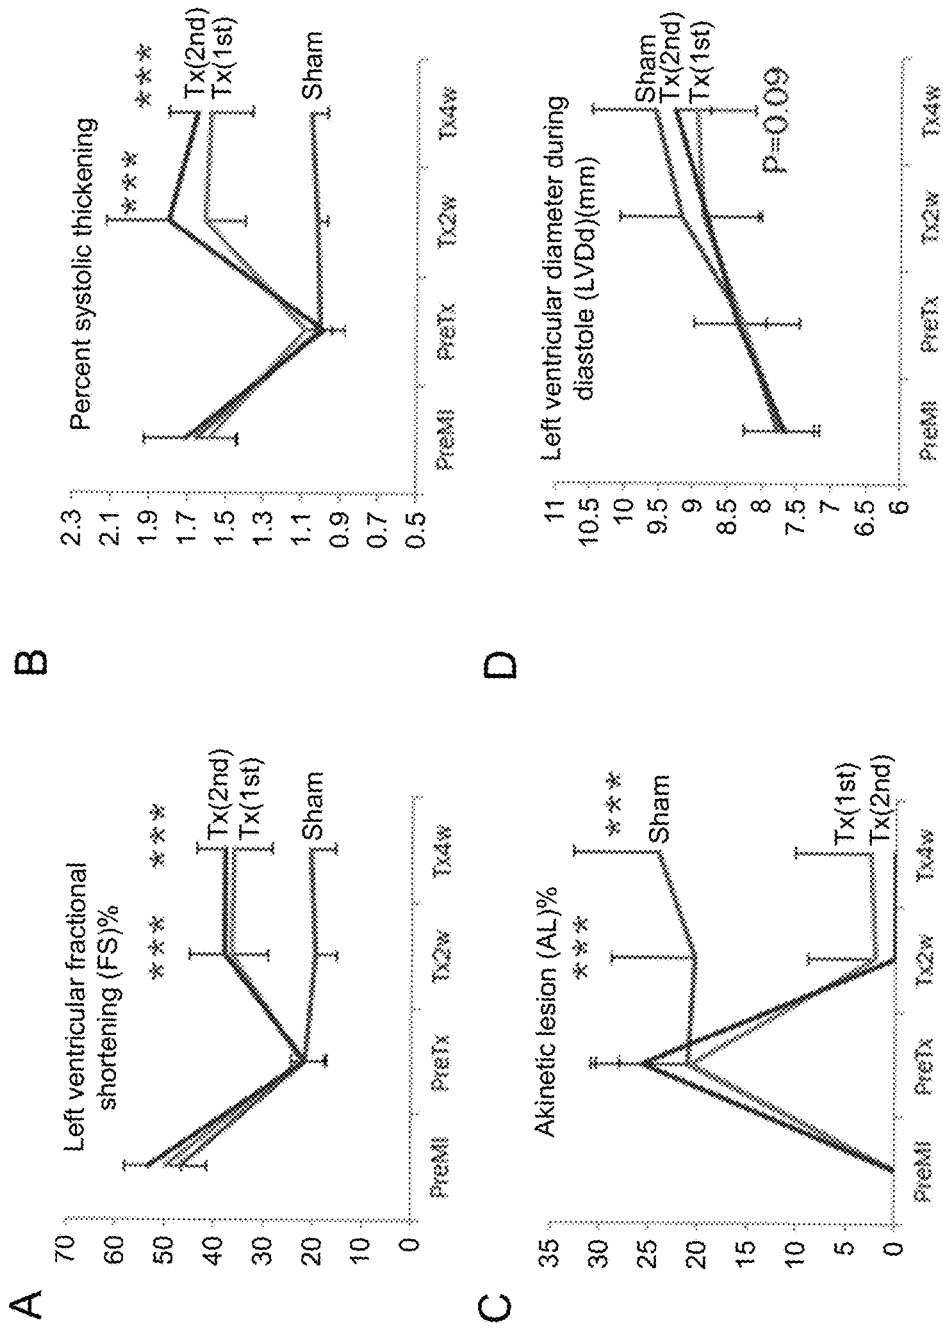 A
Left ventricular fractional
shortening (FS)%
70
60
50
40
30
20
10
0
***
***
Tx(2nd)
Tx(1st)
Sham
PreMI
PreTx
Tx2w
Tx4w
B
Percent systolic thickening
2.3
2.1
1.9
1.7
1.5
1.3
1.1
0.9
0.7
0.5
***
***
Tx(2nd)
Tx(1st)
Sham
PreMI
PreTx
Tx2w
Tx4w
C
Akinetic lesion (AL)%
35
30
25
20
15
10
5
0
***
***
Sham
Tx(1st)
Tx(2nd)
PreMI
PreTx
Tx2w
Tx4w
D
Left ventricular diameter during
diastole (LVDd)(mm)
11
10.5
10
9.5
9
8.5
8
7.5
6
Sham
Tx(2nd)
Tx(1st)
P=0.09
PreMI
PreTx
Tx2w
Tx4w